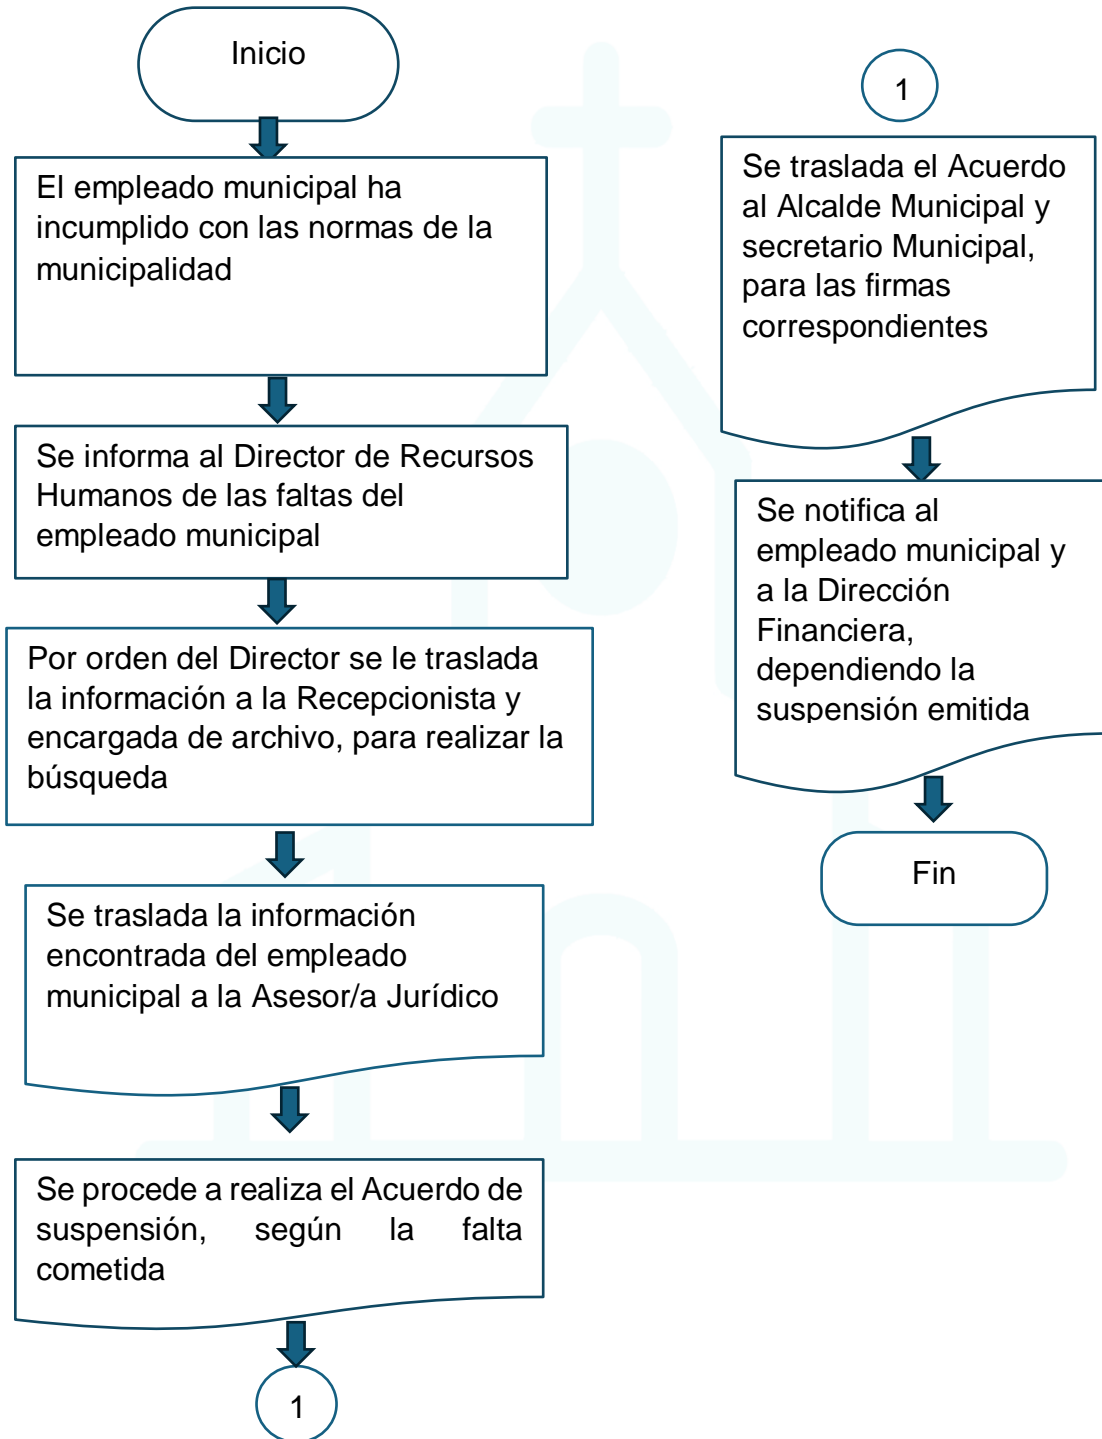 Inicio
El empleado municipal ha
incumplido con las normas de la
municipalidad
Se informa al Director de Recursos
Humanos de las faltas del
empleado municipal
Por orden del Director se le traslada
la información a la Recepcionista y
encargada de archivo, para realizar la
búsqueda
Se traslada la información
encontrada del empleado
municipal a la Asesor/a Jurídico
Se procede a realiza el Acuerdo de
suspensión, según la falta
cometida
1
1
Se traslada el Acuerdo
al Alcalde Municipal y
secretario Municipal,
para las firmas
correspondientes
Se notifica al
empleado municipal y
a la Dirección
Financiera,
dependiendo la
suspensión emitida
Fin